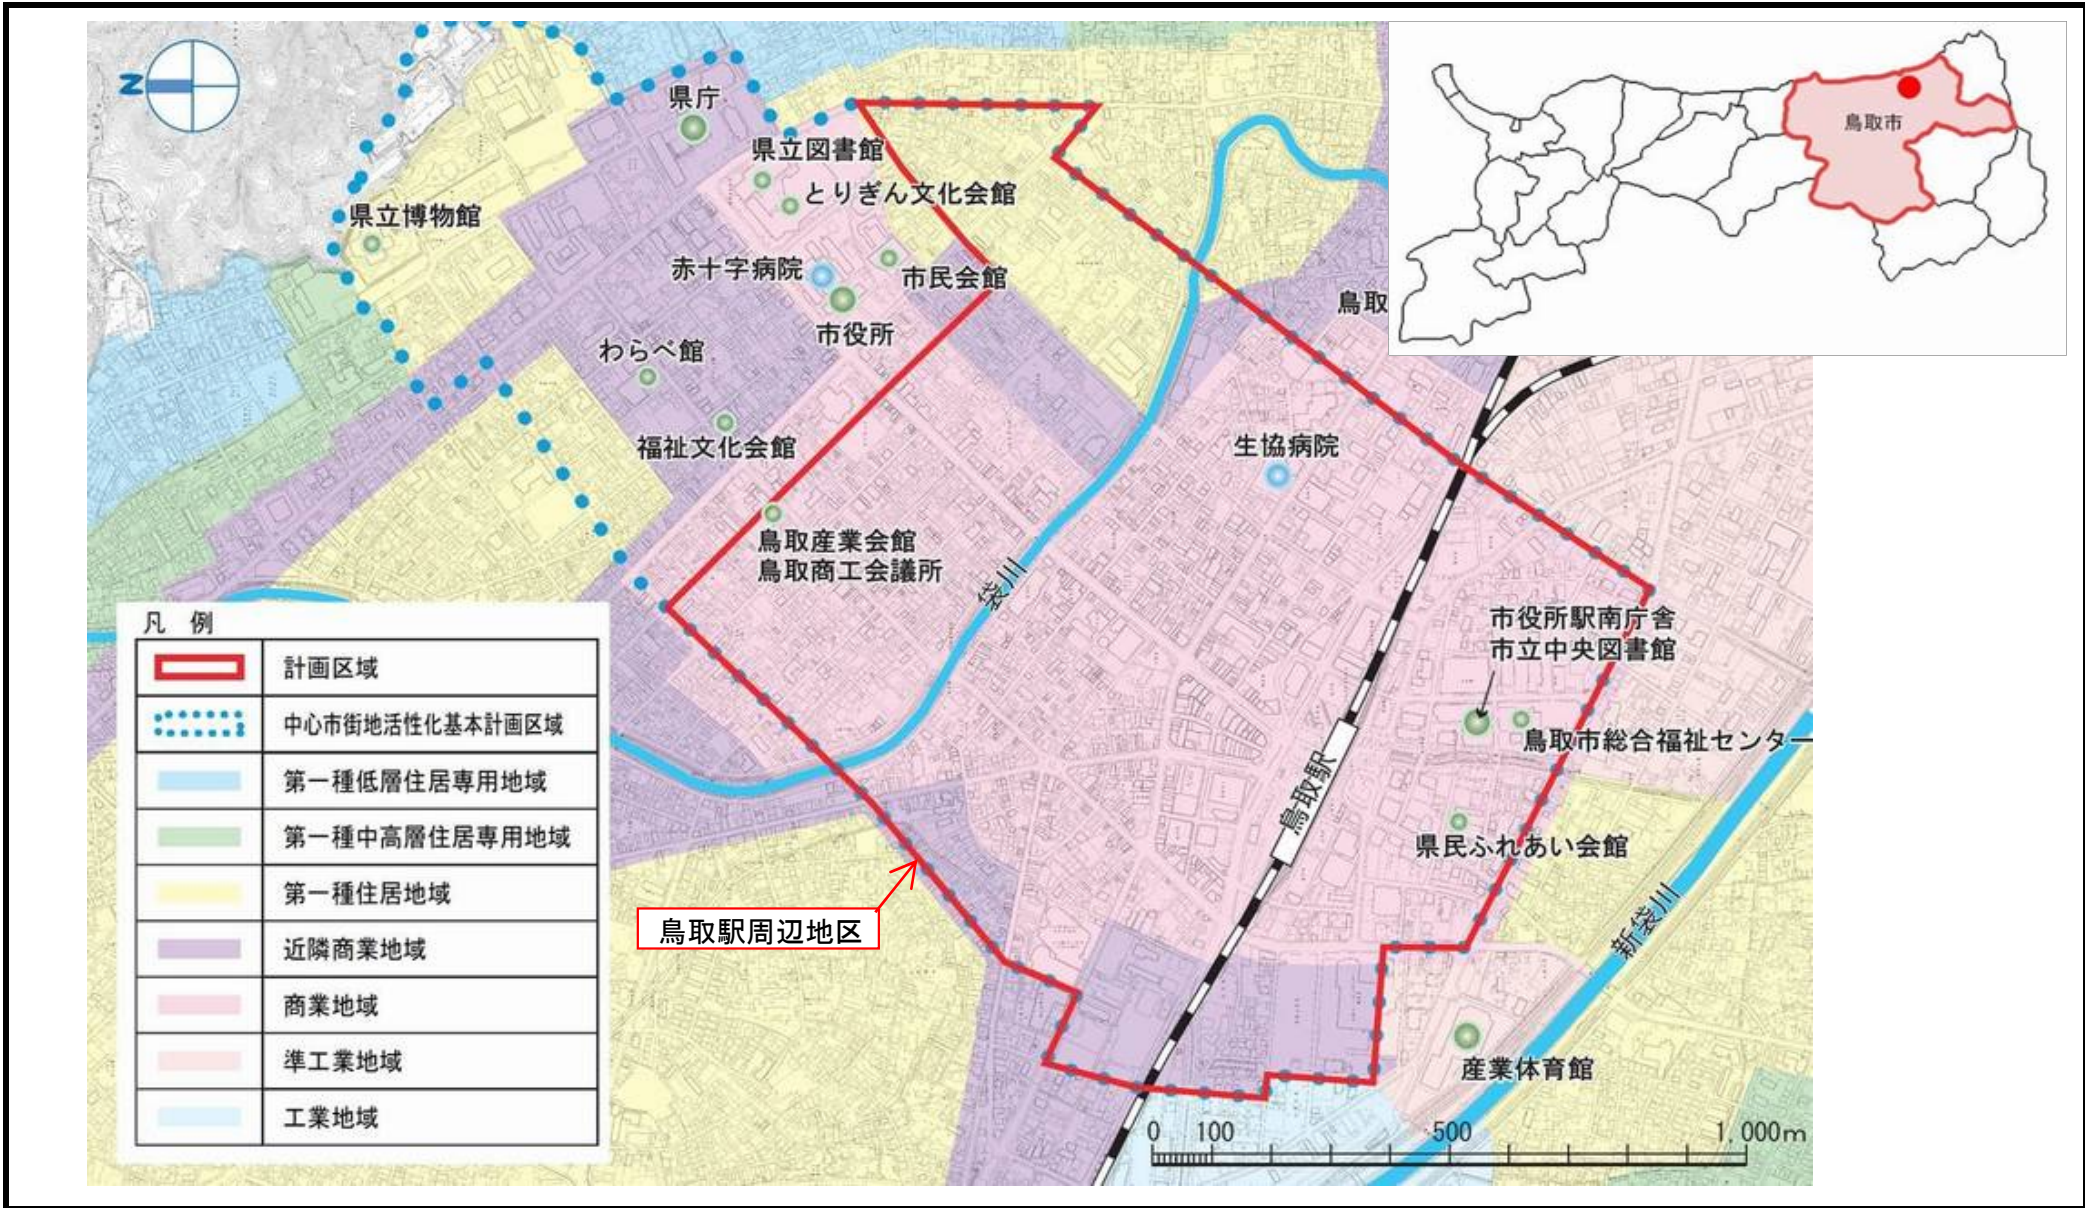 N
県庁
県立図書館
とりぎん文化会館
県立博物館
赤十字病院
市民会館
市役所
わらべ館
福祉文化会館
鳥取産業会館
鳥取商工会議所
生協病院
鳥取
鳥取市
袋川
市役所駅南庁舎
市立中央図書館
鳥取市総合福祉センター
鳥取駅
県民ふれあい会館
新袋川
産業体育館
鳥取駅周辺地区
凡 例
計画区域
中心市街地活性化基本計画区域
第一種低層住居専用地域
第一種中高層住居専用地域
第一種住居地域
近隣商業地域
商業地域
準工業地域
工業地域
0 100 500 1,000m